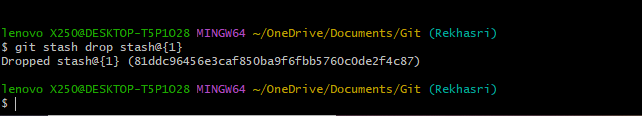 lenovo X250@DESKTOP-T5P1O28 MINGW64 ~/OneDrive/Documents/Git (Rekhasri)
$ git stash drop stash@{1}
Dropped stash@{1} (81ddc96456e3caf850ba9f6fbb5760c0de2f4c87)
lenovo X250@DESKTOP-T5P1O28 MINGW64 ~/OneDrive/Documents/Git (Rekhasri)
$